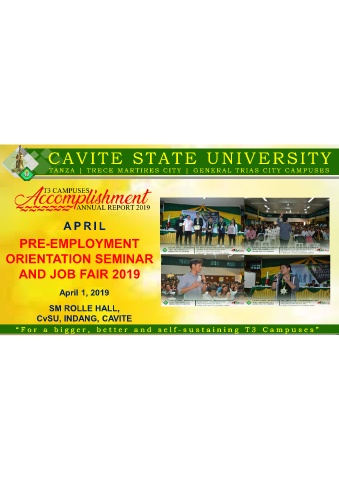 CAVITE STATE UNIVERSITY
TANZA | TRECE MARTIRES CITY | GENERAL TRIAS CITY CAMPUSES
T3 CAMPUSES
Accomplishment
ANNUAL REPORT 2019
APRIL
PRE-EMPLOYMENT
ORIENTATION SEMINAR
AND JOB FAIR 2019
April 1, 2019
SM ROLLE HALL,
CvSU, INDANG, CAVITE
"For a bigger, better and self-sustaining T3 Campuses"